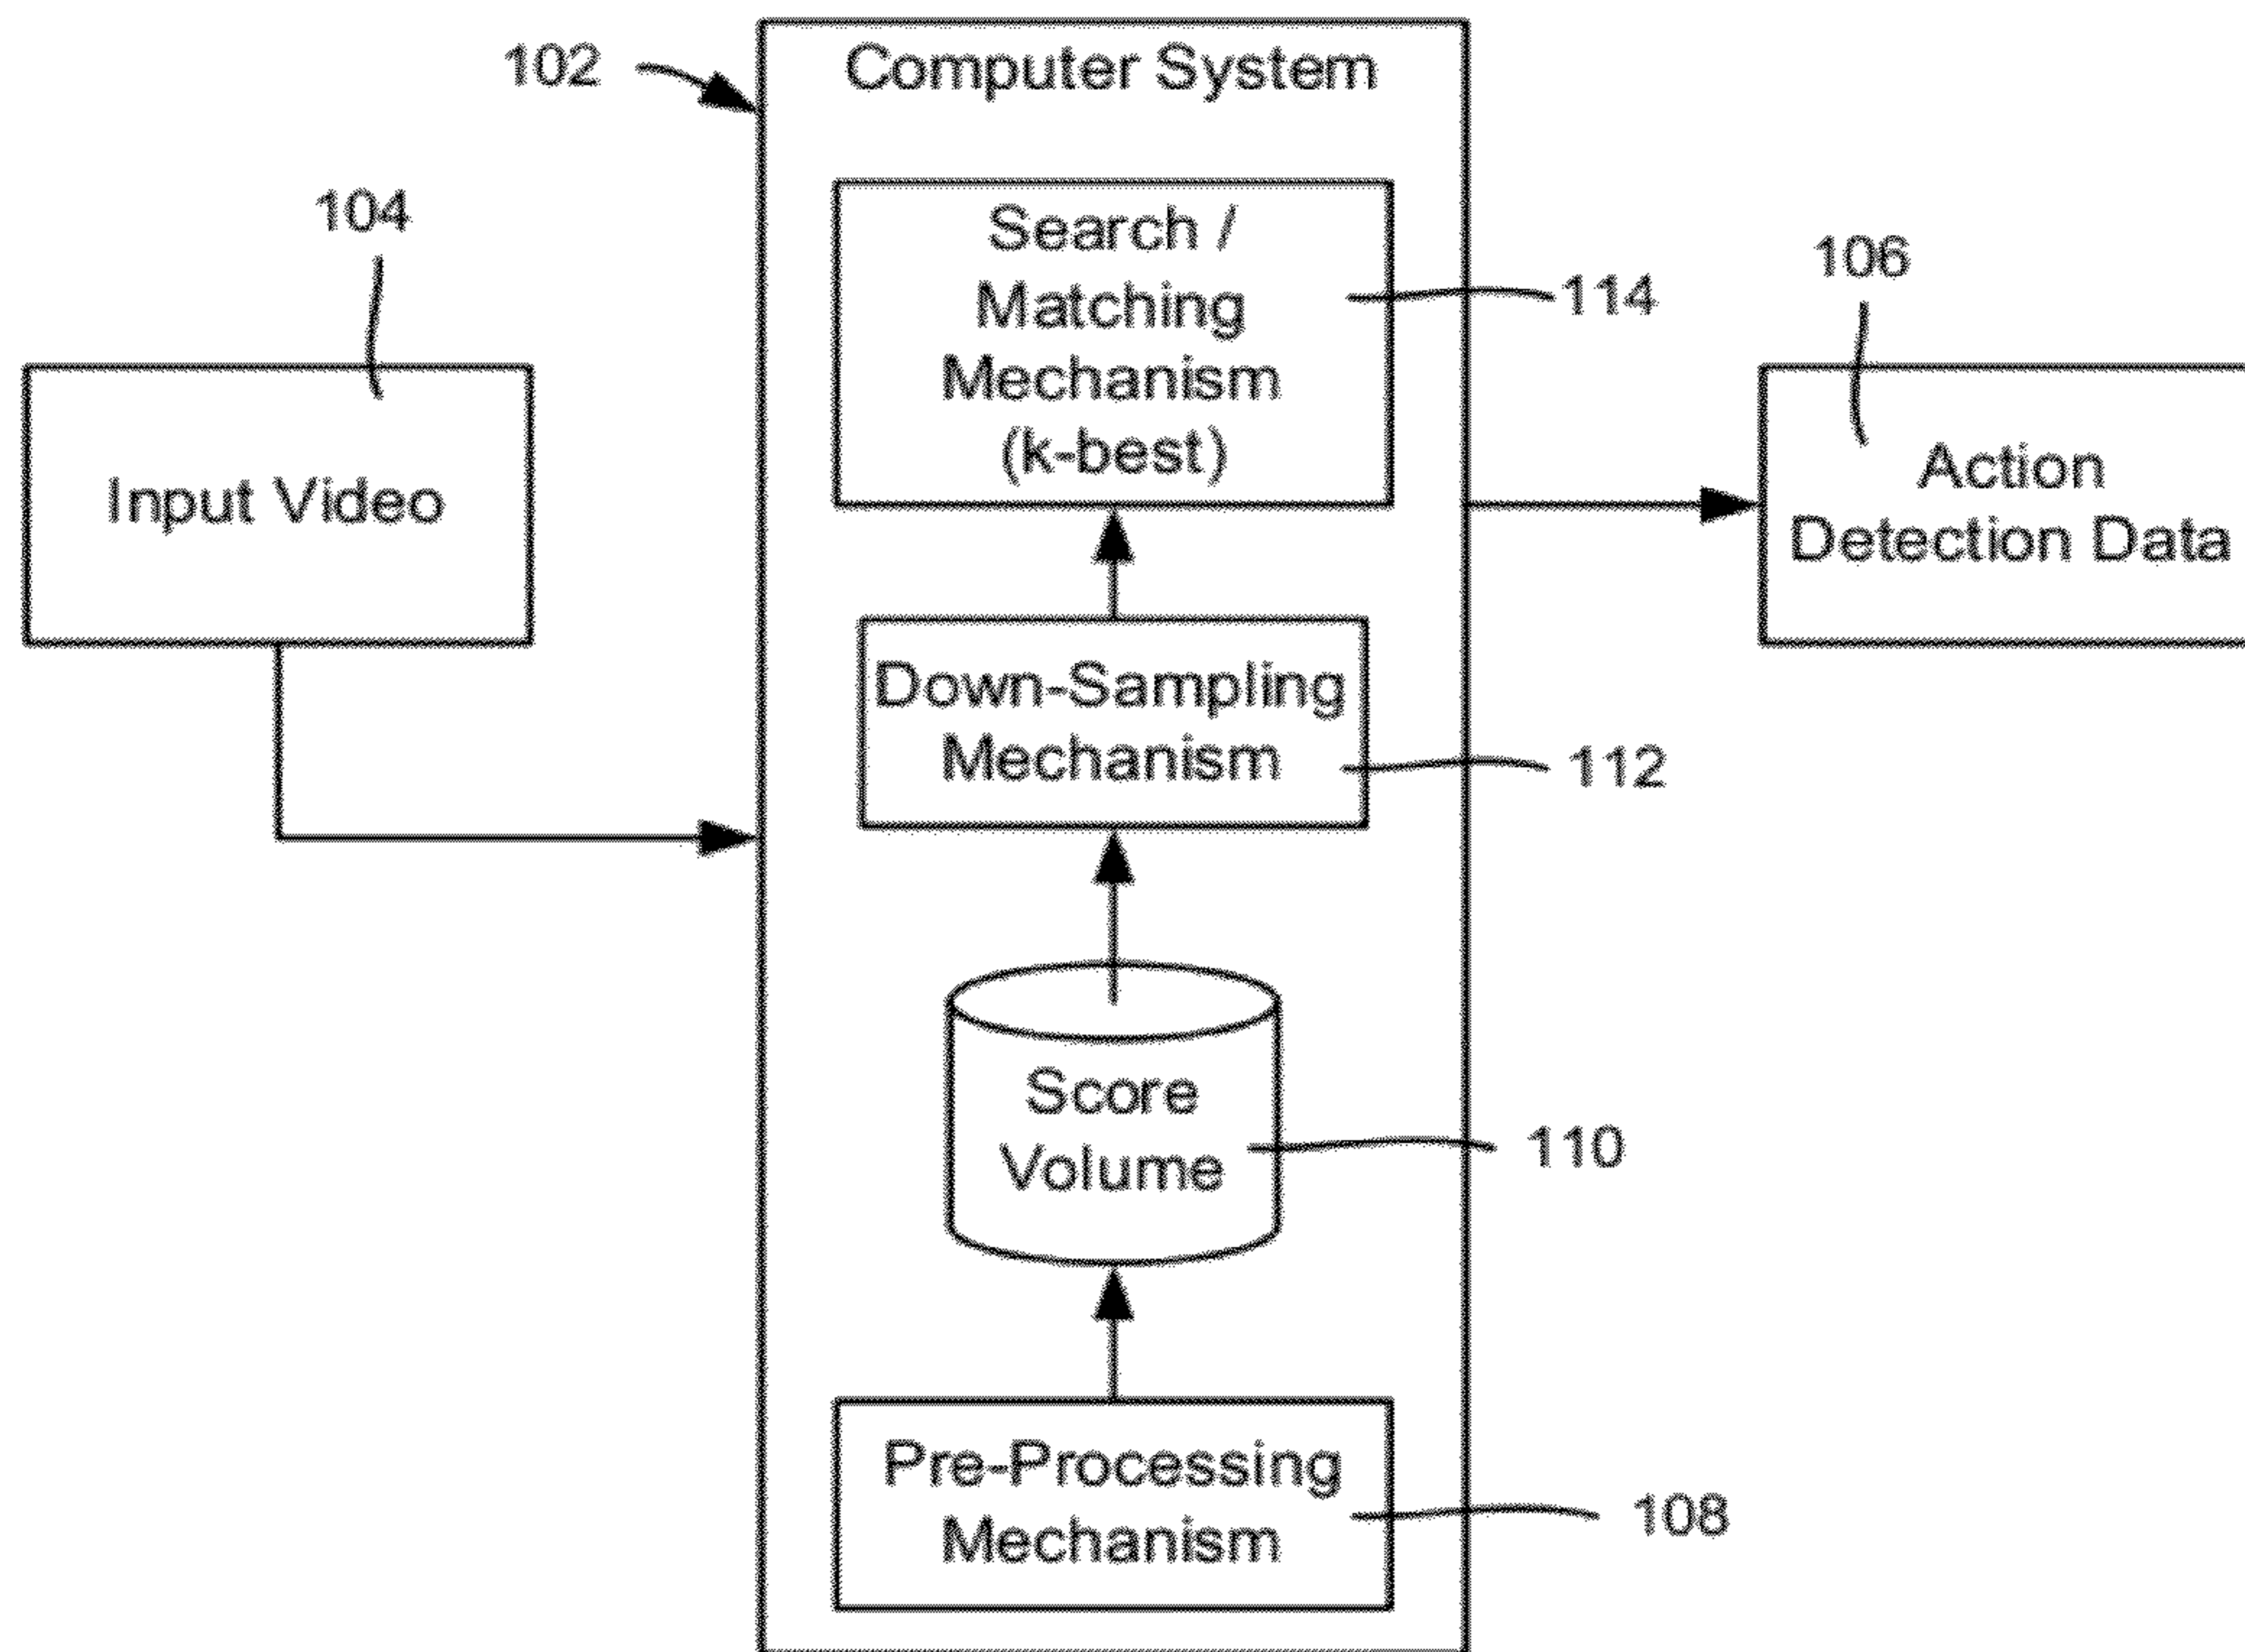 102
Computer System
104
Search /
Matching
Mechanism
(k-best)
114
106
Input Video
Action
Detection Data
Down-Sampling
Mechanism
112
Score
Volume
110
Pre-Processing
Mechanism
108